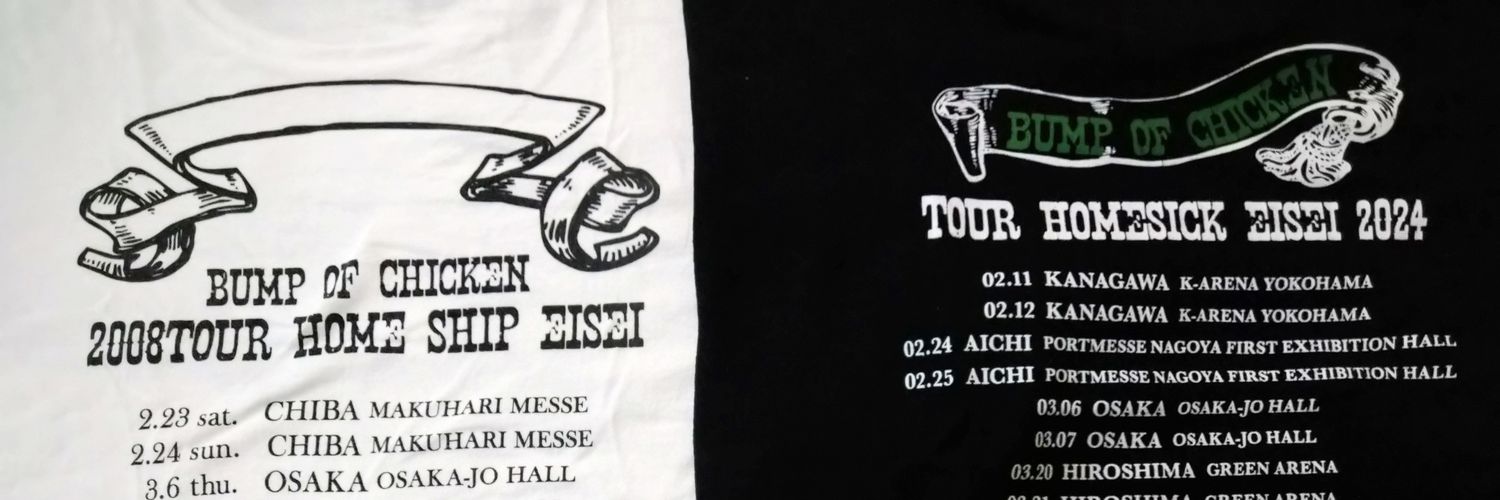 BUMP OF CHICKEN
2008TOUR HOME SHIP EISEI
2.23 sat. CHIBA MAKUHARI MESSE
2.24 sun. CHIBA MAKUHARI MESSE
3.6 thu. OSAKA OSAKA-JO HALL
BUMP OF CHICKEN
TOUR HOMESICK EISEI 2024
02.11 KANAGAWA K-ARENA YOKOHAMA
02.12 KANAGAWA K-ARENA YOKOHAMA
02.24 AICHI PORTMESSE NAGOYA FIRST EXHIBITION HALL
02.25 AICHI PORTMESSE NAGOYA FIRST EXHIBITION HALL
03.06 OSAKA OSAKA-JO HALL
03.07 OSAKA OSAKA-JO HALL
03.20 HIROSHIMA GREEN ARENA
HIROSHIMA GREEN ARENA